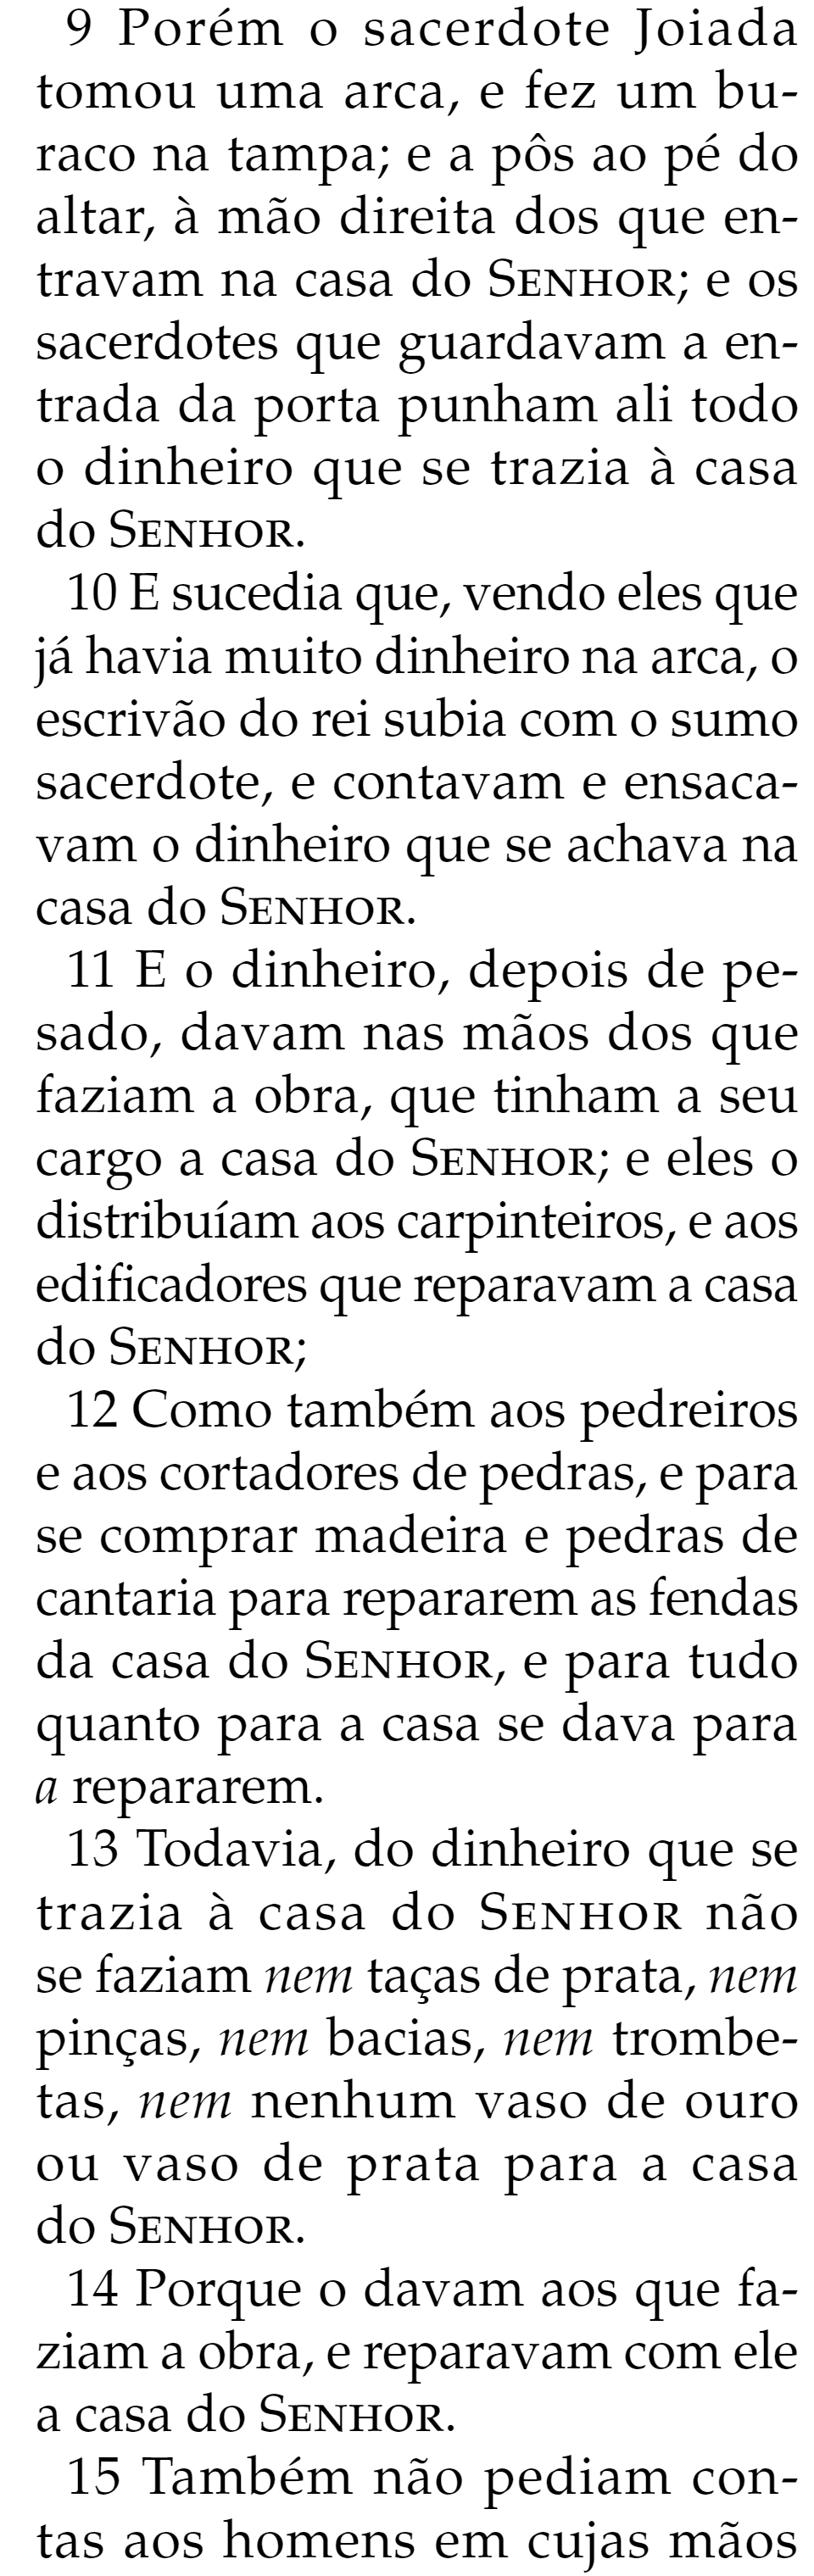 9 Porém o sacerdote Joiada
tomou uma arca, e fez um bu-
raco na tampa; e a pôs ao pé do
altar, à mão direita dos que en-
travam na casa do SENHOR; e os
sacerdotes que guardavam a en-
trada da porta punham ali todo
o dinheiro que se trazia à casa
do SENHOR.
10 E sucedia que, vendo eles que
já havia muito dinheiro na arca, o
escrivão do rei subia com o sumo
sacerdote, e contavam e ensaca-
vam o dinheiro que se achava na
casa do SENHOR.
11 E o dinheiro, depois de pe-
sado, davam nas mãos dos que
faziam a obra, que tinham a seu
cargo a casa do SENHOR; e eles o
distribuíam aos carpinteiros, e aos
edificadores que reparavam a casa
do SENHOR;
12 Como também aos pedreiros
e aos cortadores de pedras, e para
se comprar madeira e pedras de
cantaria para repararem as fendas
da casa do SENHOR, e para tudo
quanto para a casa se dava para
a repararem.
13 Todavia, do dinheiro que se
trazia à casa do SENHOR não
se faziam nem taças de prata, nem
pinças, nem bacias, nem trombe-
tas, nem nenhum vaso de ouro
ou vaso de prata para a casa
do SENHOR.
14 Porque o davam aos que fa-
ziam a obra, e reparavam com ele
a casa do SENHOR.
15 Também não pediam con-
tas aos homens em cujas mãos